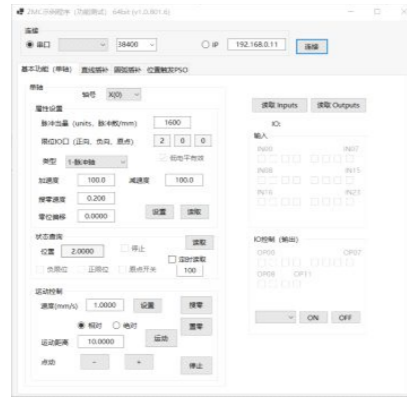 ZMC示例程序（功能测试） 64bit (v1.0.801.6)
连接
串口 38400 IP 192.168.0.11 连接
基本功能（单轴） 直线插补 圆弧插补 位置触发PSO
单轴
轴号 X(0)
属性设置
脉冲当量（units、脉冲数/mm） 1600
限位IO口（正向、负向、原点） 2 0 0
类型 1-脉冲轴 低电平有效
加速度 100.0 减速度 100.0
搜零速度 0.200
零位偏移 0.0000 设置 读取
状态查询
位置 2.0000 停止 读取
定时读取
负限位 正限位 原点开关 100
运动控制
速度(mm/s) 1.0000 设置 搜零
相对 绝对 置零
运动距离 10.0000 运动
点动 - + 停止
读取 Inputs 读取 Outputs
IO:
输入
IN00 IN07
IN08 IN15
IN16 IN23
IO控制（输出）
OP00 OP07
OP08 OP11
ON OFF